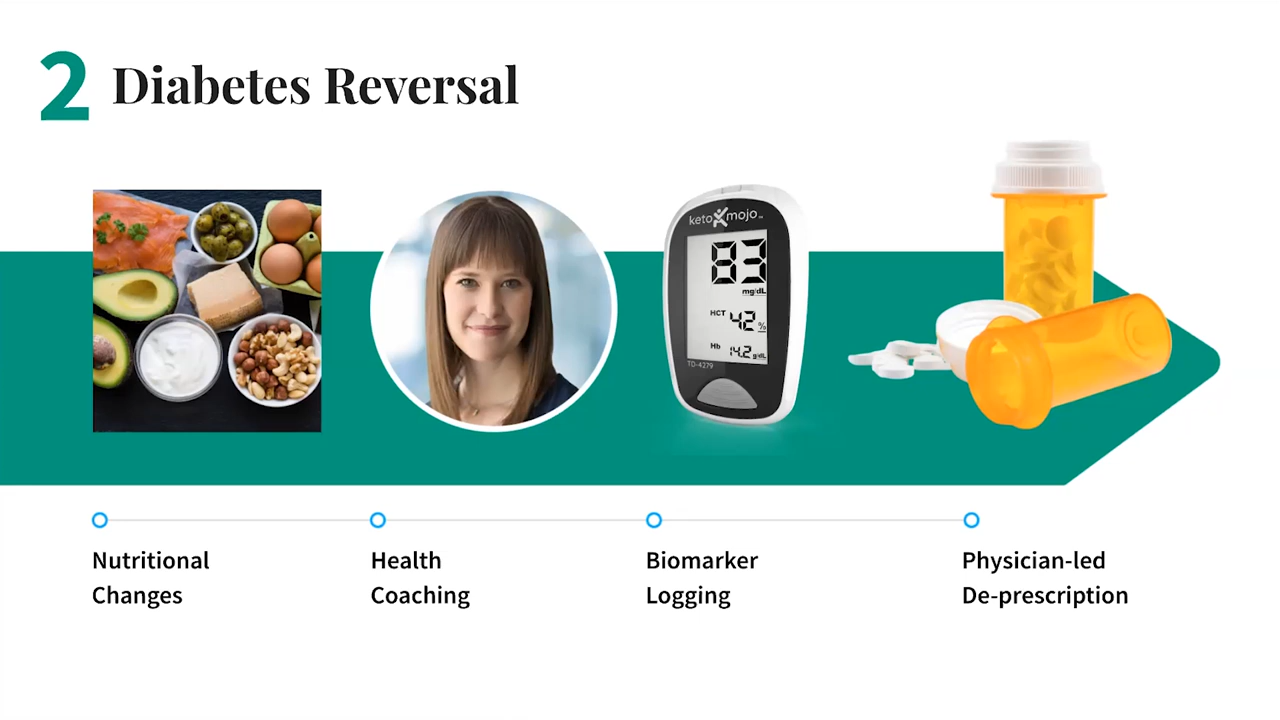 2 Diabetes Reversal
keto mojo™
83
mg/dL
HCT 42 %
Hb 14.2 g/dL
TD-4279
Nutritional
Changes
Health
Coaching
Biomarker
Logging
Physician-led
De-prescription